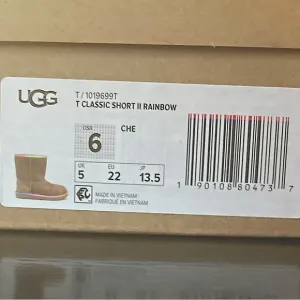 UGG
T / 1019699T
T CLASSIC SHORT II RAINBOW
USA
6
CHE
UK EU JP
5 22 13.5
MADE IN VIETNAM
FABRIQUÉ EN VIETNAM
1 90108 80473 7